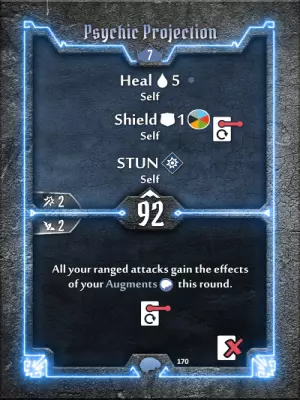 Psychic Projection
7
Heal 5
Self
Shield 1
Self
STUN
Self
2
92
2
All your ranged attacks gain the effects
of your Augments this round.
170